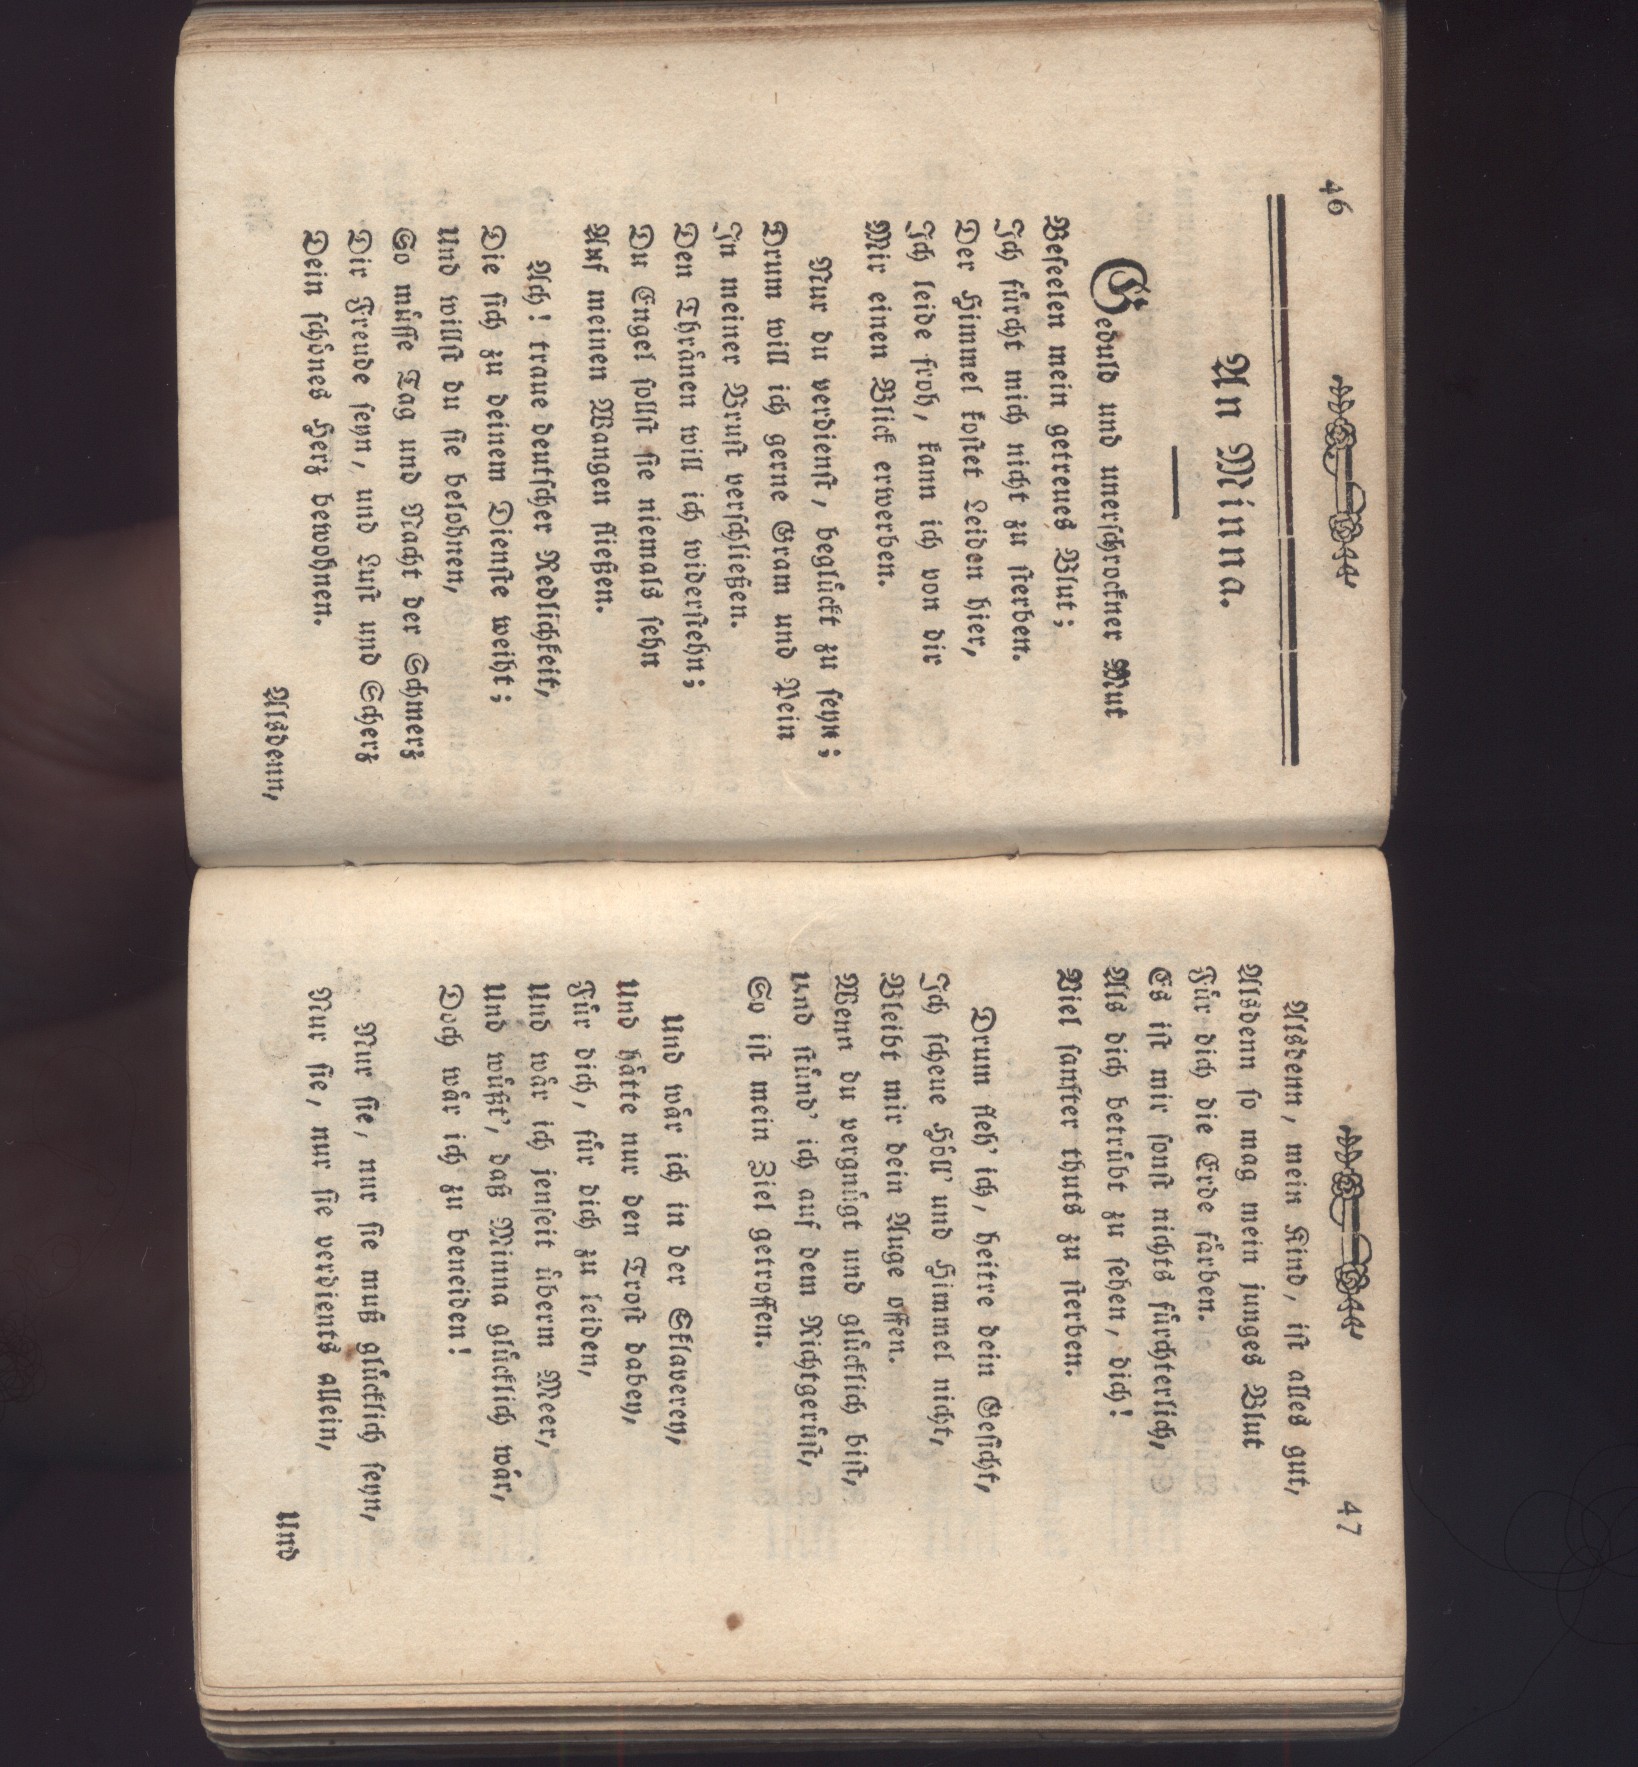 46
An Minna.
Geduld und unerſchrockner Mut
Beſeelen mein getreues Blut;
Ich fürcht mich nicht zu ſterben.
Der Himmel koſtet Leiden hier,
Ich leide froh, kann ich von dir
Mir einen Blick erwerben.
Nur du verdienſt, beglückt zu ſeyn;
Drum will ich gerne Gram und Pein
In meiner Bruſt verſchließen.
Den Thränen will ich widerſtehn;
Du Engel ſollſt ſie niemals ſehn
Auf meinen Wangen fließen.
Ach! traue deutſcher Redlichkeit,
Die ſich zu deinem Dienſte weiht;
Und willſt du ſie belohnen,
So müſſe Tag und Nacht der Schmerz
Dir Freude ſeyn, und Luſt und Scherz
Dein ſchönes Herz bewohnen.
Alsdenn,
47
Alsdenn, mein Kind, iſt alles gut,
Alsdenn ſo mag mein junges Blut
Für dich die Erde färben.
Es iſt mir ſonſt nichts fürchterlich,
Als dich betrübt zu ſehen, dich!
Viel ſanfter thuts zu ſterben.
Drum fleh' ich, heitre dein Geſicht,
Ich ſcheue Höll' und Himmel nicht,
Bleibt mir dein Auge offen.
Wenn du vergnügt und glücklich biſt,
Und ſtünd' ich auf dem Richtgerüſt,
So iſt mein Ziel getroffen.
Und wär ich in der Sklaverey,
Und hätte nur den Troſt dabey,
Für dich, für dich zu leiden,
Und wär ich jenſeit überm Meer,
Und wüßt', daß Minna glücklich wär,
Doch wär ich zu beneiden!
Nur ſie, nur ſie muß glücklich ſeyn,
Nur ſie, nur ſie verdients allein,
Und